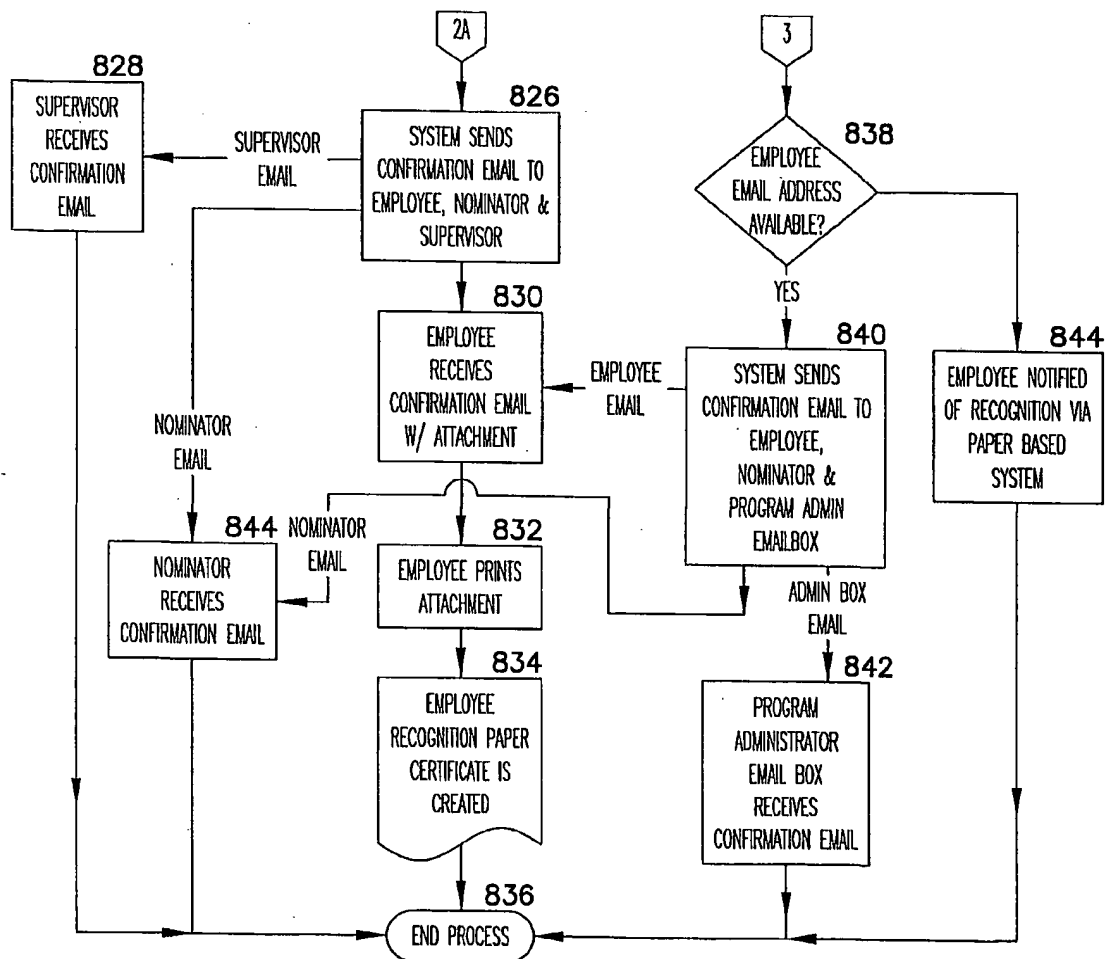 2A
3
828
SUPERVISOR
RECEIVES
CONFIRMATION
EMAIL
SUPERVISOR
EMAIL
826
SYSTEM SENDS
CONFIRMATION EMAIL TO
EMPLOYEE, NOMINATOR &
SUPERVISOR
838
EMPLOYEE
EMAIL ADDRESS
AVAILABLE?
YES
830
EMPLOYEE
RECEIVES
CONFIRMATION EMAIL
W/ ATTACHMENT
EMPLOYEE
EMAIL
840
SYSTEM SENDS
CONFIRMATION EMAIL TO
EMPLOYEE,
NOMINATOR &
PROGRAM ADMIN
EMAILBOX
844
EMPLOYEE NOTIFIED
OF RECOGNITION VIA
PAPER BASED
SYSTEM
NOMINATOR
EMAIL
844
NOMINATOR
RECEIVES
CONFIRMATION EMAIL
NOMINATOR
EMAIL
832
EMPLOYEE PRINTS
ATTACHMENT
ADMIN BOX
EMAIL
834
EMPLOYEE
RECOGNITION PAPER
CERTIFICATE IS
CREATED
842
PROGRAM
ADMINISTRATOR
EMAIL BOX
RECEIVES
CONFIRMATION EMAIL
836
END PROCESS